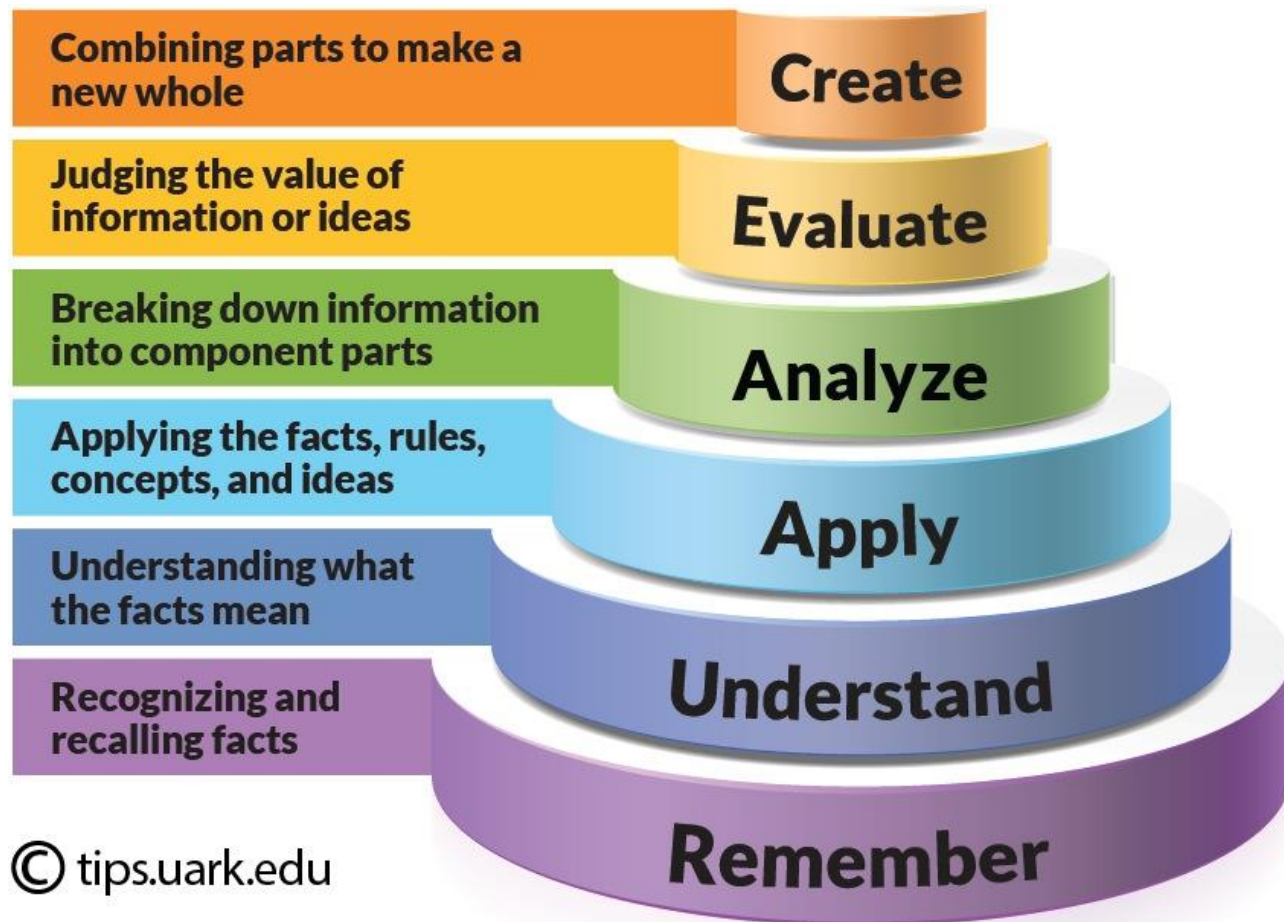 Combining parts to make a
new whole
Create
Judging the value of
information or ideas
Evaluate
Breaking down information
into component parts
Analyze
Applying the facts, rules,
concepts, and ideas
Apply
Understanding what
the facts mean
Understand
Recognizing and
recalling facts
Remember
© tips.uark.edu